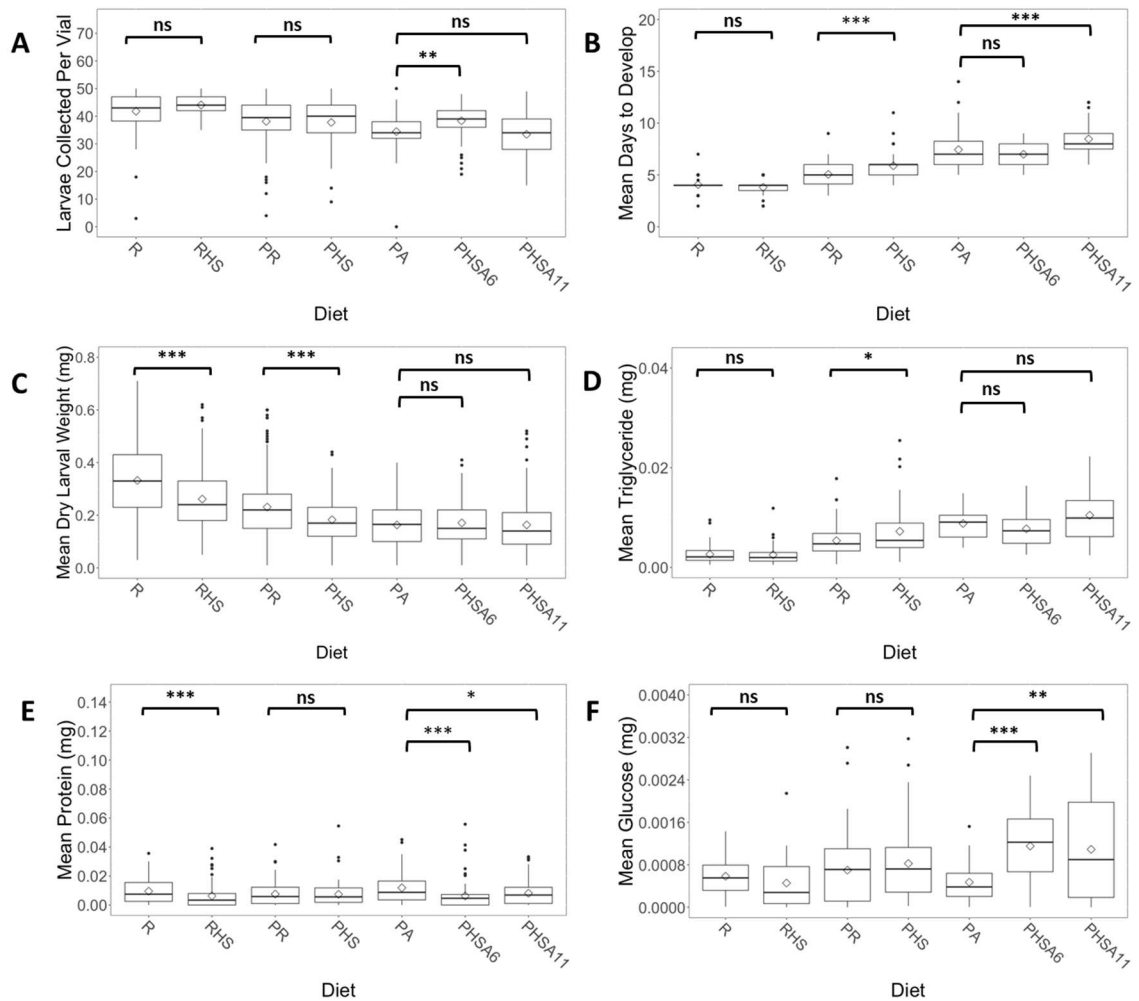 A
Larvae Collected Per Vial
70
60
50
40
30
20
10
0
ns
ns
ns
**
R
RHS
PR
PHS
PA
PHSA6
PHSA11
Diet
B
Mean Days to Develop
20
15
10
5
0
ns
***
***
ns
R
RHS
PR
PHS
PA
PHSA6
PHSA11
Diet
C
Mean Dry Larval Weight (mg)
0.8
0.6
0.4
0.2
0.0
***
***
ns
ns
R
RHS
PR
PHS
PA
PHSA6
PHSA11
Diet
D
Mean Triglyceride (mg)
0.04
0.02
0.00
ns
*
ns
ns
R
RHS
PR
PHS
PA
PHSA6
PHSA11
Diet
E
Mean Protein (mg)
0.14
0.12
0.10
0.08
0.06
0.04
0.02
0.00
***
ns
*
***
R
RHS
PR
PHS
PA
PHSA6
PHSA11
Diet
F
Mean Glucose (mg)
0.0040
0.0032
0.0024
0.0016
0.0008
0.0000
ns
ns
**
***
R
RHS
PR
PHS
PA
PHSA6
PHSA11
Diet